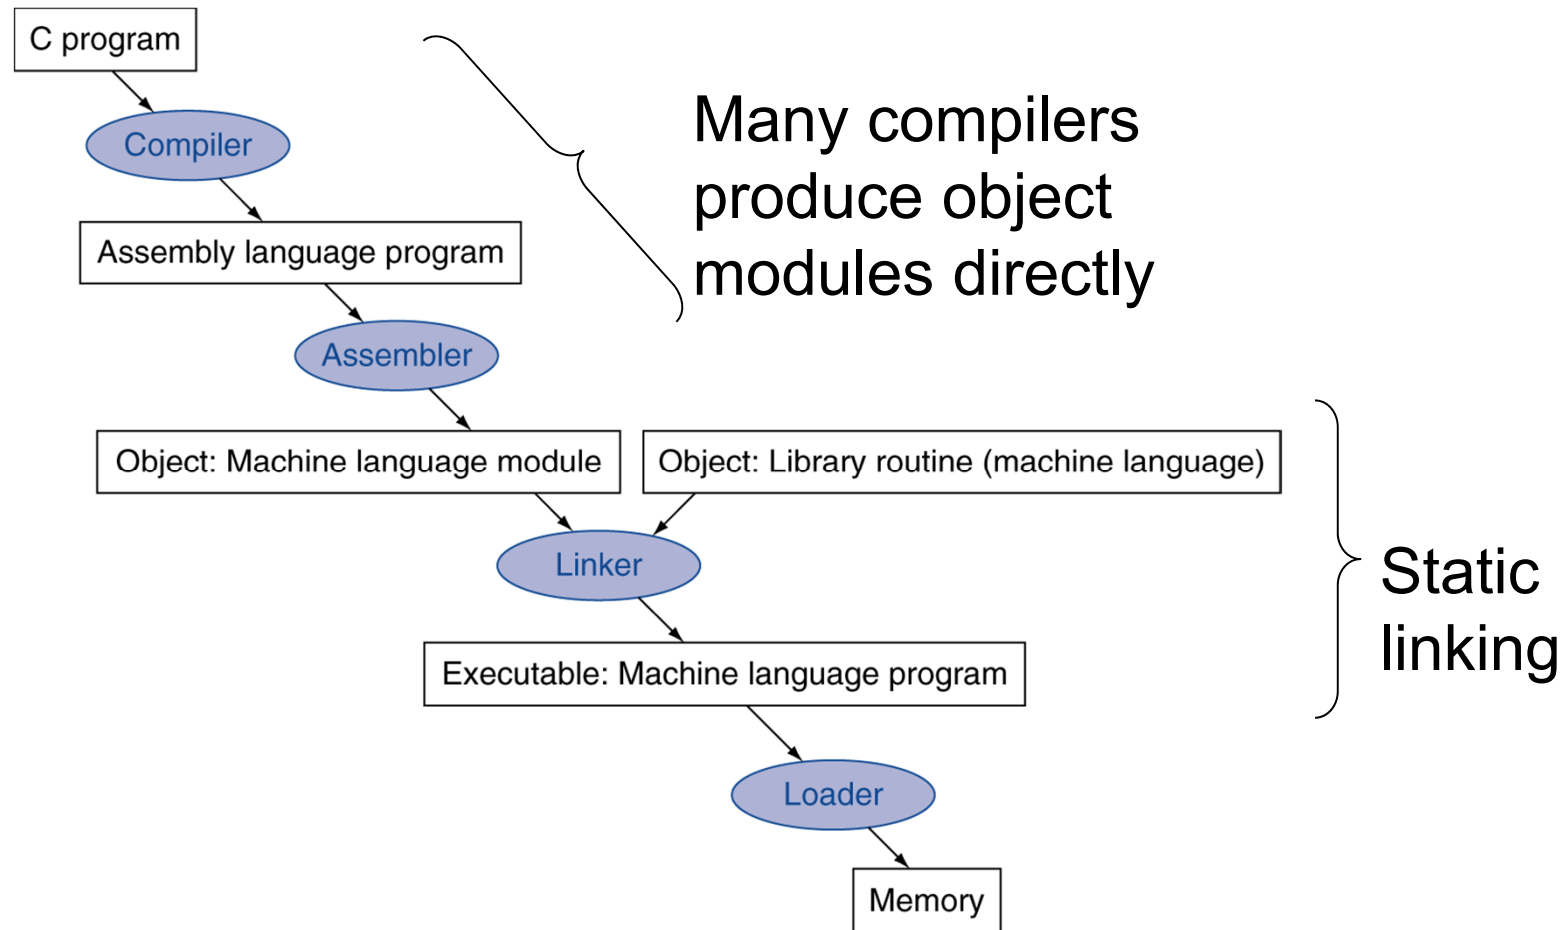 C program
Compiler
Many compilers
produce object
modules directly
Assembly language program
Assembler
Object: Machine language module
Object: Library routine (machine language)
Linker
Static
linking
Executable: Machine language program
Loader
Memory